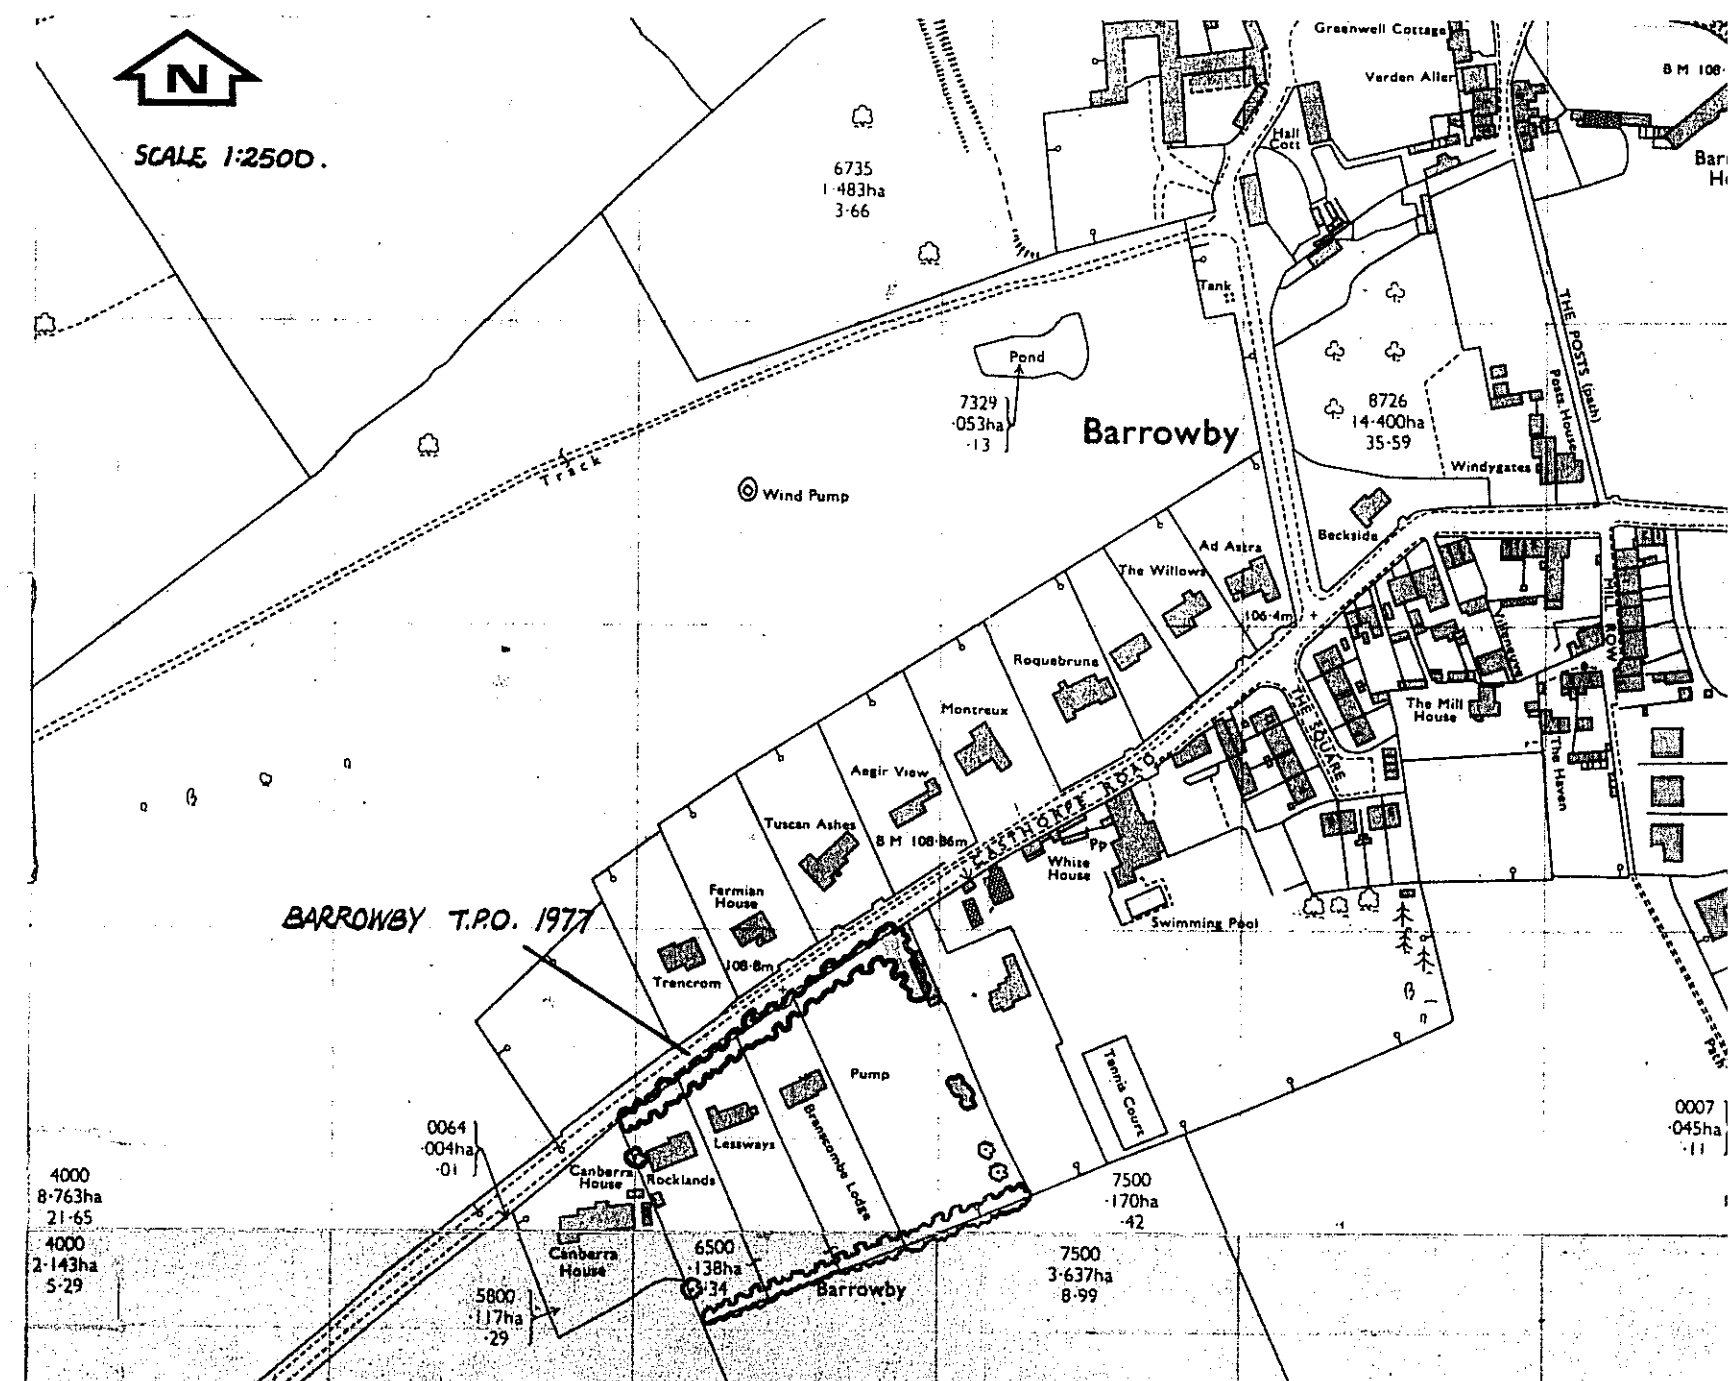 N
SCALE 1:2500.
6735
1·483ha
3·66
Greenwell Cottage
Verden Aller
B M 108·
Hall
Cott
Tank
Pond
7329
·053ha
·13
Barrowby
8726
14·400ha
35·59
THE POSTS (path)
Posts House
Windygates
Track
Wind Pump
Beckside
Ad Astra
The Willows
106·4m
MILL ROW
Roquebrune
Montreux
THE SQUARE
The Mill
House
The Haven
Aegir View
Tuscan Ashes
B M 108·86m
EASTHORPE ROAD
White
House
Pp
Swimming Pool
Fermian
House
BARROWBY T.P.O. 1977
Trencrom
108·8m
Pump
Tennis Court
Path
Branscombe Lodge
Lessways
Rocklands
Canberra
House
0064
·004ha
·01
0007
·045ha
·11
4000
8·763ha
21·65
4000
2·143ha
5·29
7500
·170ha
·42
Canberra
House
6500
·138ha
·34
7500
3·637ha
8·99
Barrowby
5800
·117ha
·29